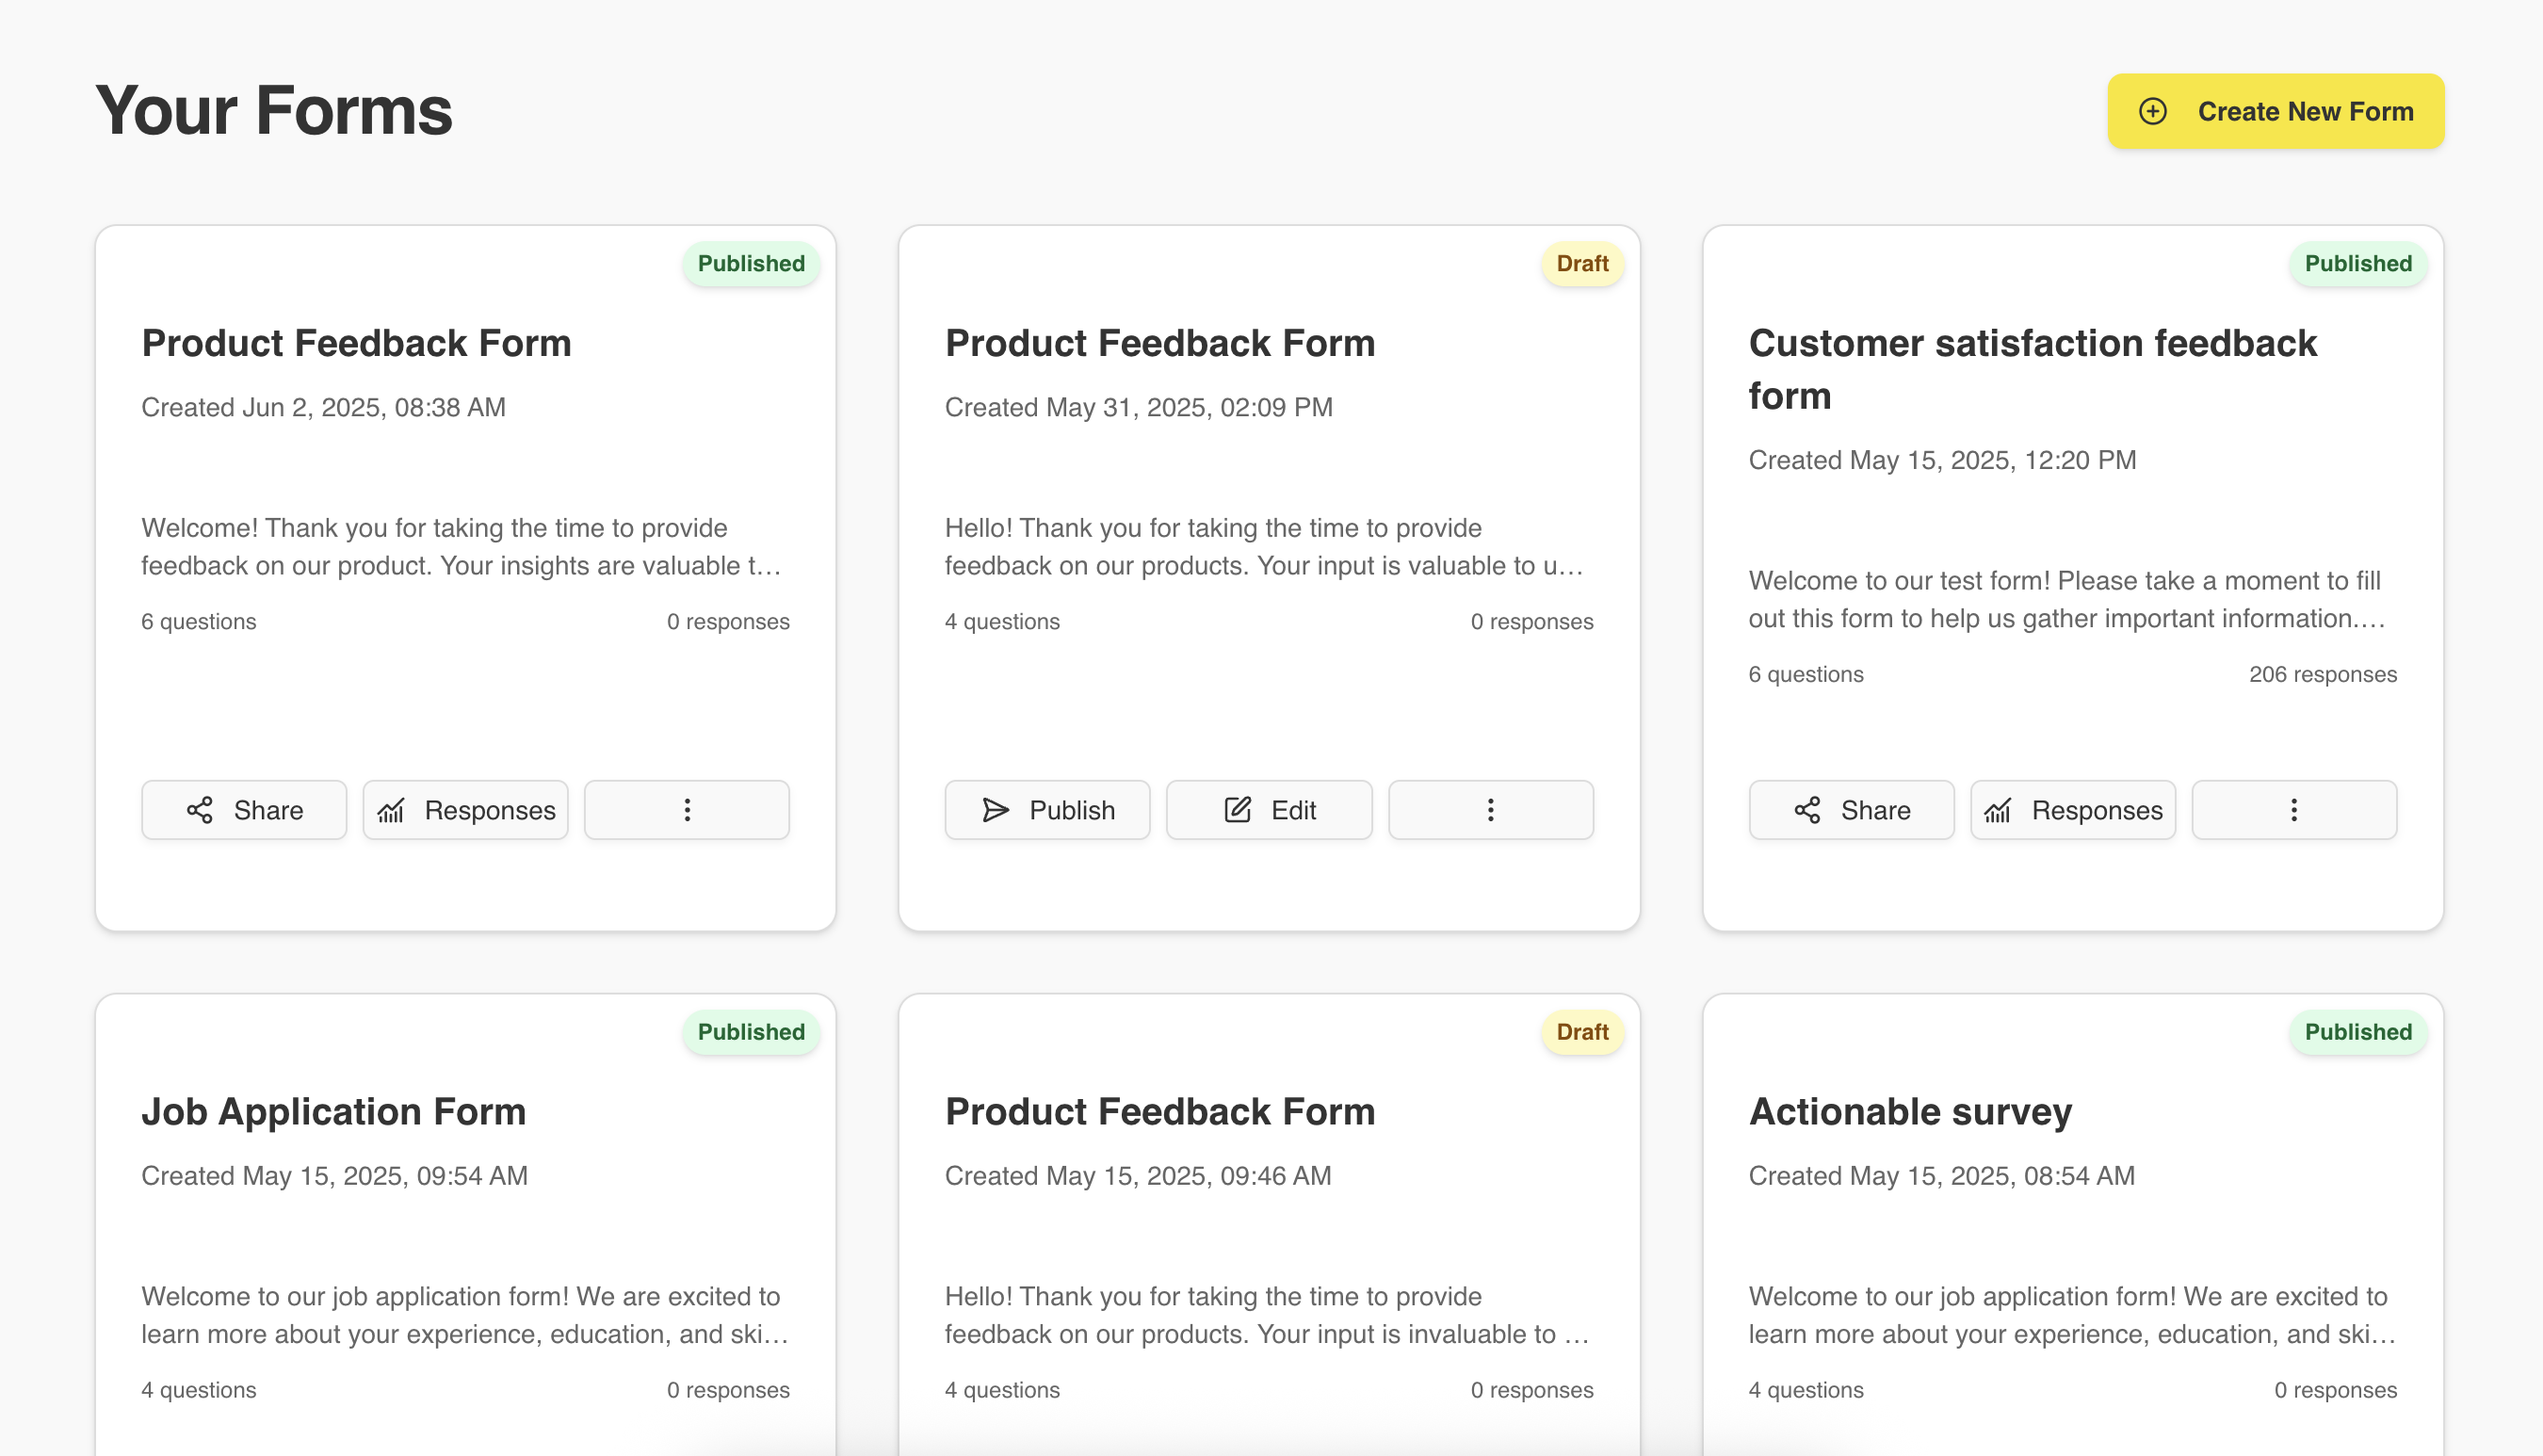 Your Forms
Create New Form
Published
Product Feedback Form
Created Jun 2, 2025, 08:38 AM
Welcome! Thank you for taking the time to provide
feedback on our product. Your insights are valuable t...
6 questions
0 responses
Share
Responses
Draft
Product Feedback Form
Created May 31, 2025, 02:09 PM
Hello! Thank you for taking the time to provide
feedback on our products. Your input is valuable to u...
4 questions
0 responses
Publish
Edit
Published
Customer satisfaction feedback
form
Created May 15, 2025, 12:20 PM
Welcome to our test form! Please take a moment to fill
out this form to help us gather important information....
6 questions
206 responses
Share
Responses
Published
Job Application Form
Created May 15, 2025, 09:54 AM
Welcome to our job application form! We are excited to
learn more about your experience, education, and ski...
4 questions
0 responses
Draft
Product Feedback Form
Created May 15, 2025, 09:46 AM
Hello! Thank you for taking the time to provide
feedback on our products. Your input is invaluable to ...
4 questions
0 responses
Published
Actionable survey
Created May 15, 2025, 08:54 AM
Welcome to our job application form! We are excited to
learn more about your experience, education, and ski...
4 questions
0 responses